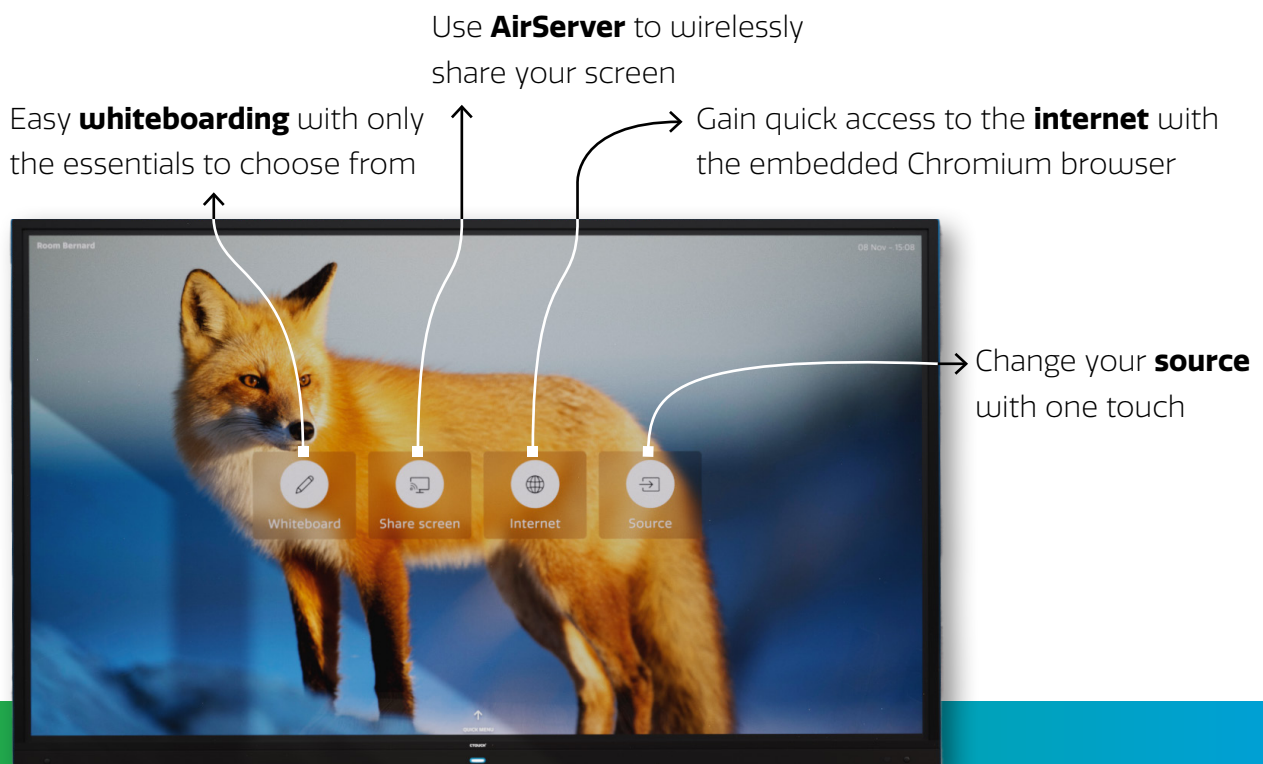 Use AirServer to wirelessly
share your screen
Easy whiteboarding with only
the essentials to choose from
Gain quick access to the internet with
the embedded Chromium browser
Room Bernard
08 Nov - 15:08
Change your source
with one touch
Whiteboard
Share screen
Internet
Source
QUICK MENU
CTOUCH